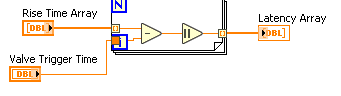 N
Rise Time Array
Latency Array
DBL
DBL
Valve Trigger Time
DBL